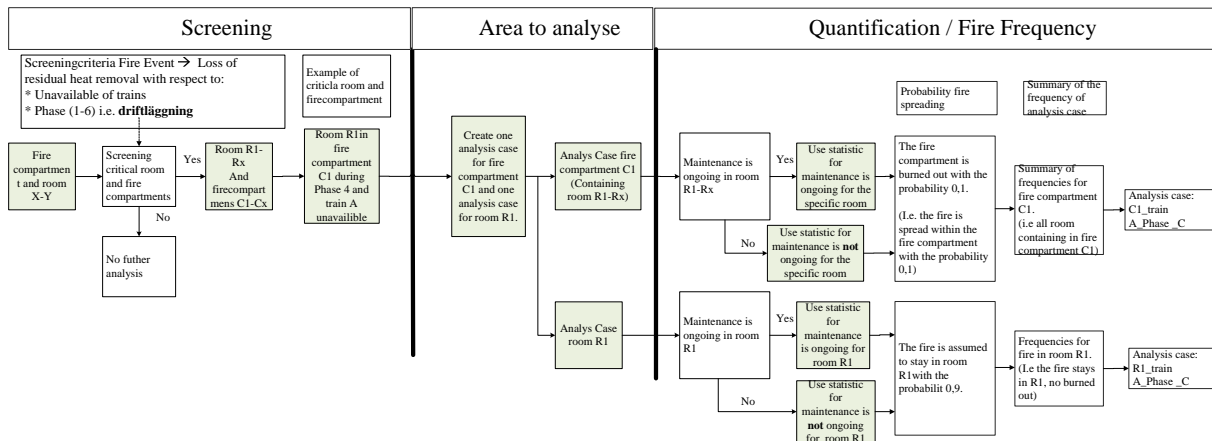 Screening
Area to analyse
Quantification / Fire Frequency
Screeningcriteria Fire Event → Loss of
residual heat removal with respect to:
* Unavailable of trains
* Phase (1-6) i.e. driftläggning
Example of
criticla room and
firecompartment
Probability fire
spreading
Summary of the
frequency of
analysis case
Fire
compartmen
t and room
X-Y
Screening
critical room
and fire
compartments
Yes
No
No futher
analysis
Room R1-
Rx
And
firecompart
mens C1-Cx
Room R1in
fire
compartment
C1 during
Phase 4 and
train A
unavailible
Create one
analysis case
for fire
compartment
C1 and one
analysis case
for room R1.
Analys Case fire
compartment C1
(Containing
room R1-Rx)
Maintenance is
ongoing in room
R1-Rx
Yes
Use statistic
for
maintenance is
ongoing for the
specific room
No
Use statistic for
maintenance is not
ongoing for the
specific room
The fire
compartment is
burned out with the
probability 0,1.
(I.e. the fire is
spread within the
fire compartment
with the probability
0,1)
Summary of
frequencies for
fire compartment
C1.
(i.e all room
containing in fire
compartment C1)
Analysis case:
C1_train
A_Phase _C
Analys Case
room R1
Maintenance is
ongoing in room
R1
Yes
Use statistic
for
maintenance
is ongoing for
room R1
No
Use statistic for
maintenance is
not ongoing
for room R1
The fire is
assumed to
stay in room
R1with the
probabilit 0,9.
Frequencies for
fire in room R1.
(I.e the fire stays
in R1, no burned
out)
Analysis case:
R1_train
A_Phase _C